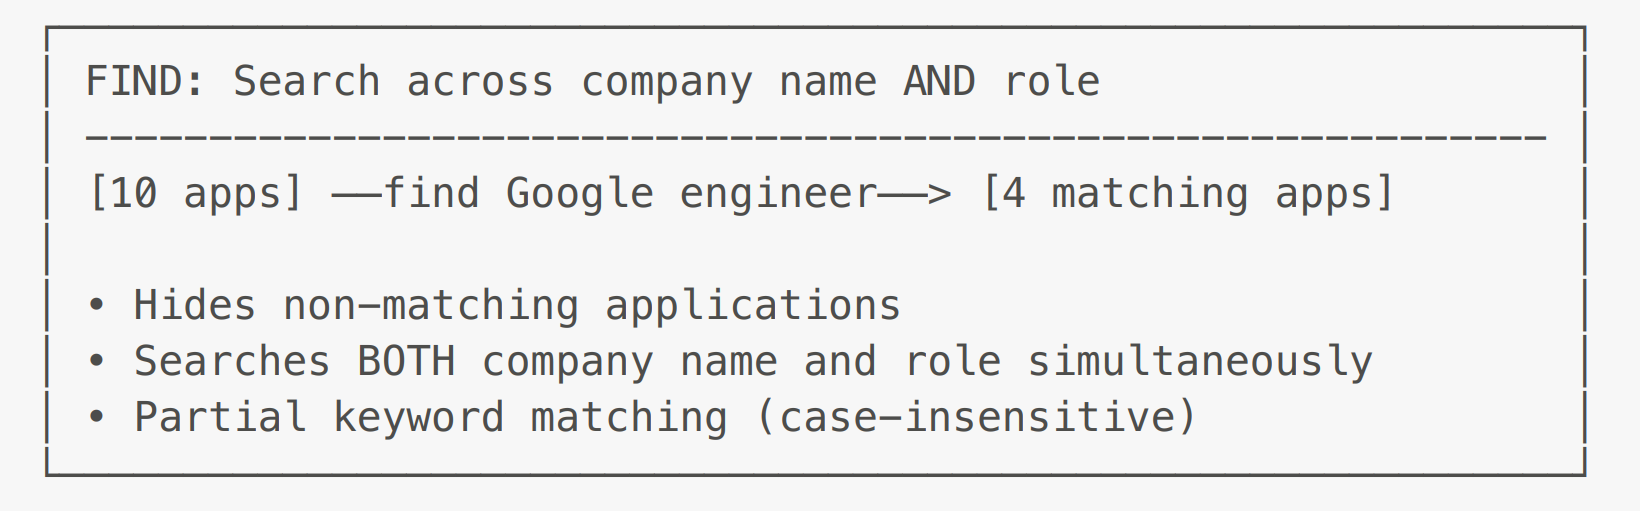 FIND: Search across company name AND role
-----------------------------------------------------------
[10 apps] ──find Google engineer──> [4 matching apps]
• Hides non-matching applications
• Searches BOTH company name and role simultaneously
• Partial keyword matching (case-insensitive)